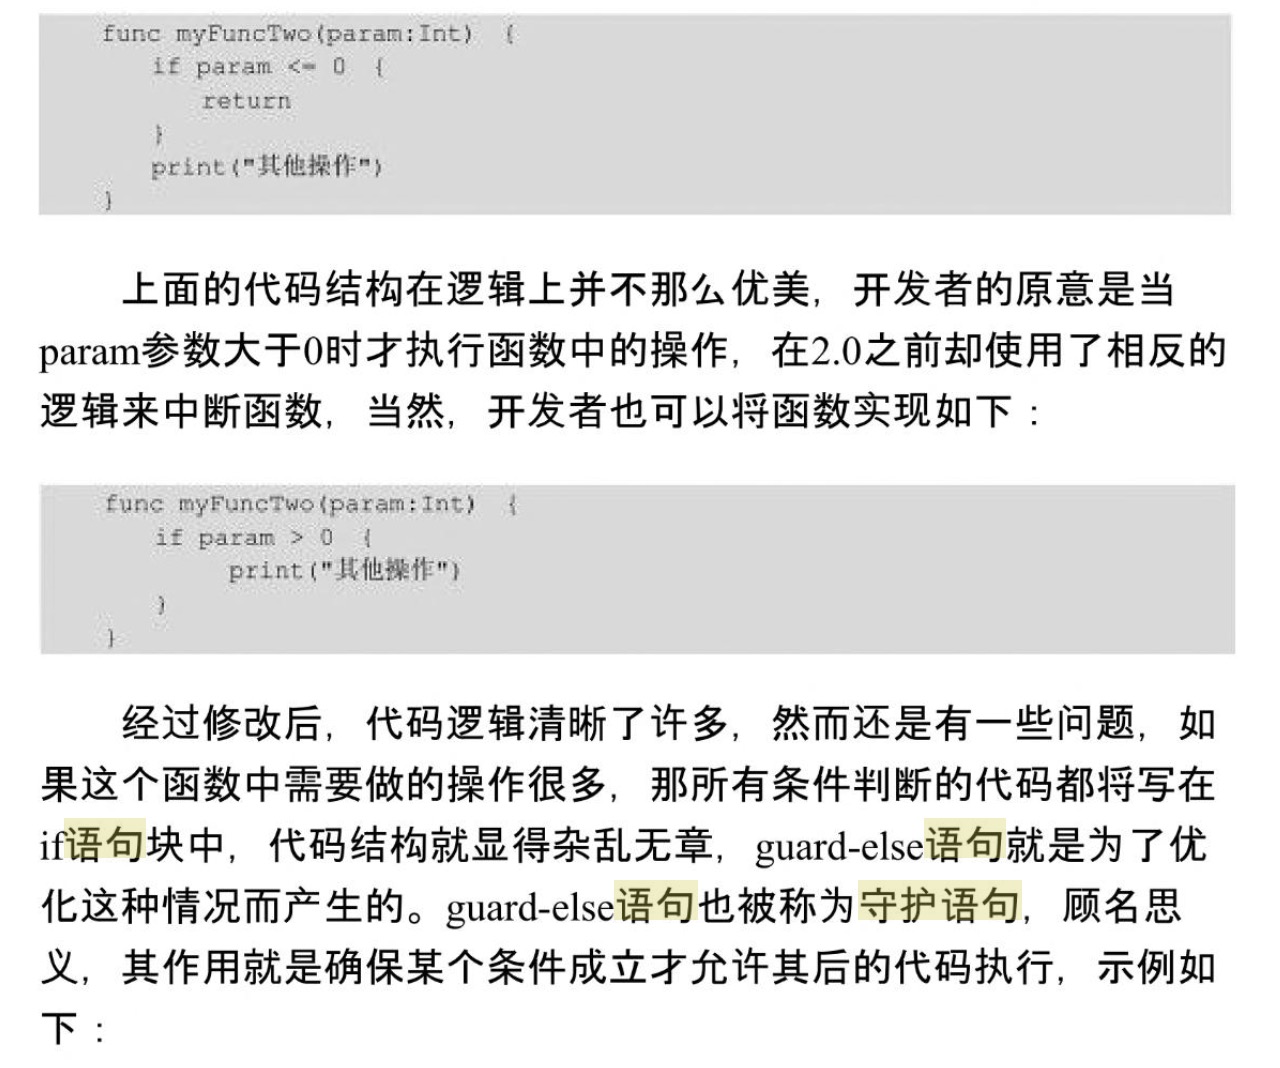 func myFuncTwo(param:Int) {
if param <= 0 {
return
}
print("其他操作")
}
上面的代码结构在逻辑上并不那么优美，开发者的原意是当
param参数大于0时才执行函数中的操作，在2.0之前却使用了相反的
逻辑来中断函数，当然，开发者也可以将函数实现如下：
func myFuncTwo(param:Int) {
if param > 0 {
print("其他操作")
}
}
经过修改后，代码逻辑清晰了许多，然而还是有一些问题，如
果这个函数中需要做的操作很多，那所有条件判断的代码都将写在
if语句块中，代码结构就显得杂乱无章，guard-else语句就是为了优
化这种情况而产生的。guard-else语句也被称为守护语句，顾名思
义，其作用就是确保某个条件成立才允许其后的代码执行，示例如
下：